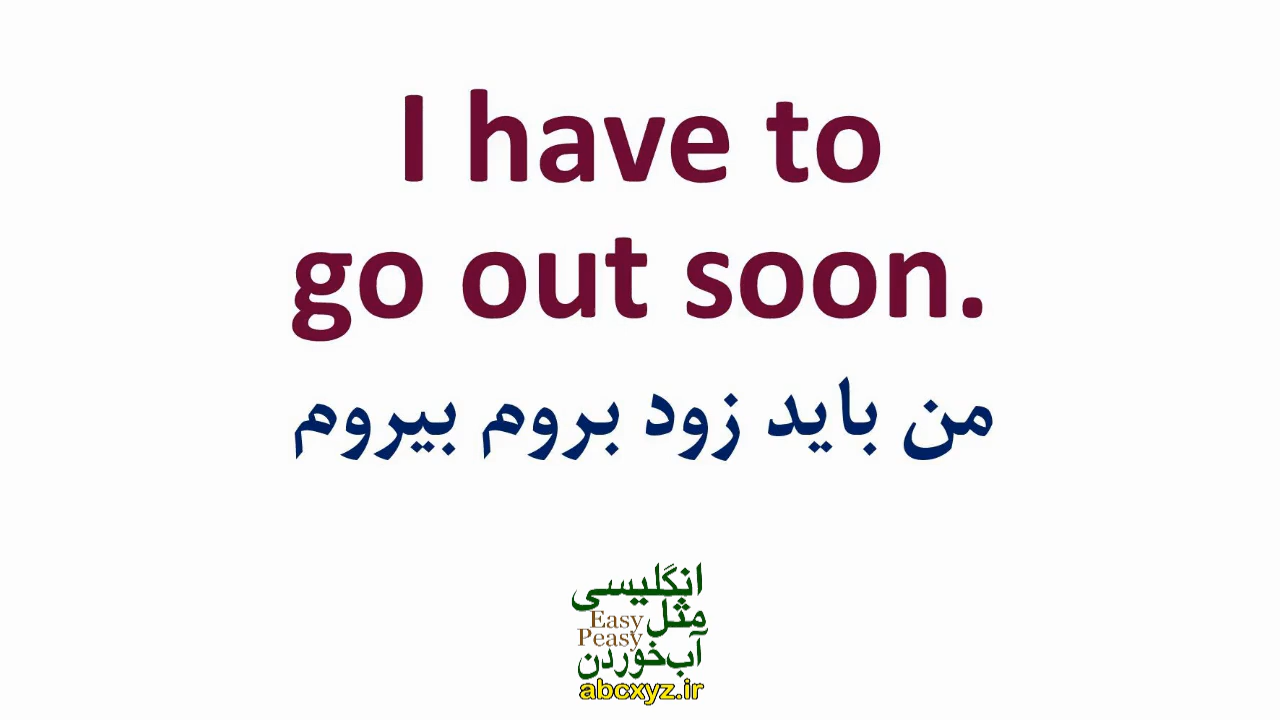 I have to
go out soon.
من باید زود بروم بیروم
انگلیسی
مثل
Easy
Peasy
آب‌خوردن
abcxyz.ir